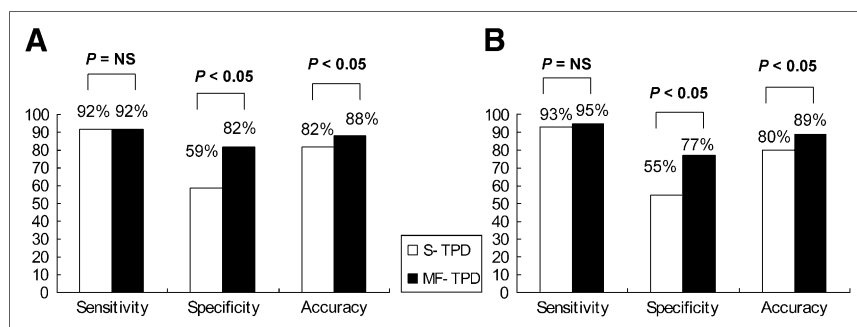 A
P = NS
P < 0.05
P < 0.05
92% 92%
59%
82%
82%
88%
100
90
80
70
60
50
40
30
20
10
0
Sensitivity
Specificity
Accuracy
S- TPD
MF- TPD
B
P = NS
P < 0.05
P < 0.05
93%
95%
55%
77%
80%
89%
100
90
80
70
60
50
40
30
20
10
0
Sensitivity
Specificity
Accuracy